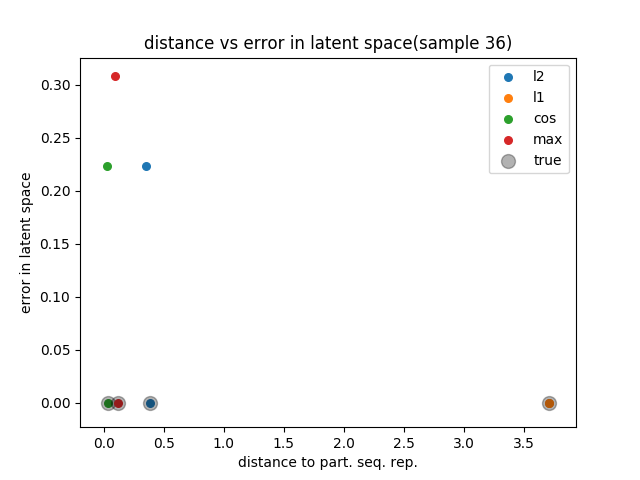 distance vs error in latent space(sample 36)
error in latent space
0.30
0.25
0.20
0.15
0.10
0.05
0.00
0.0 0.5 1.0 1.5 2.0 2.5 3.0 3.5
distance to part. seq. rep.
l2
l1
cos
max
true